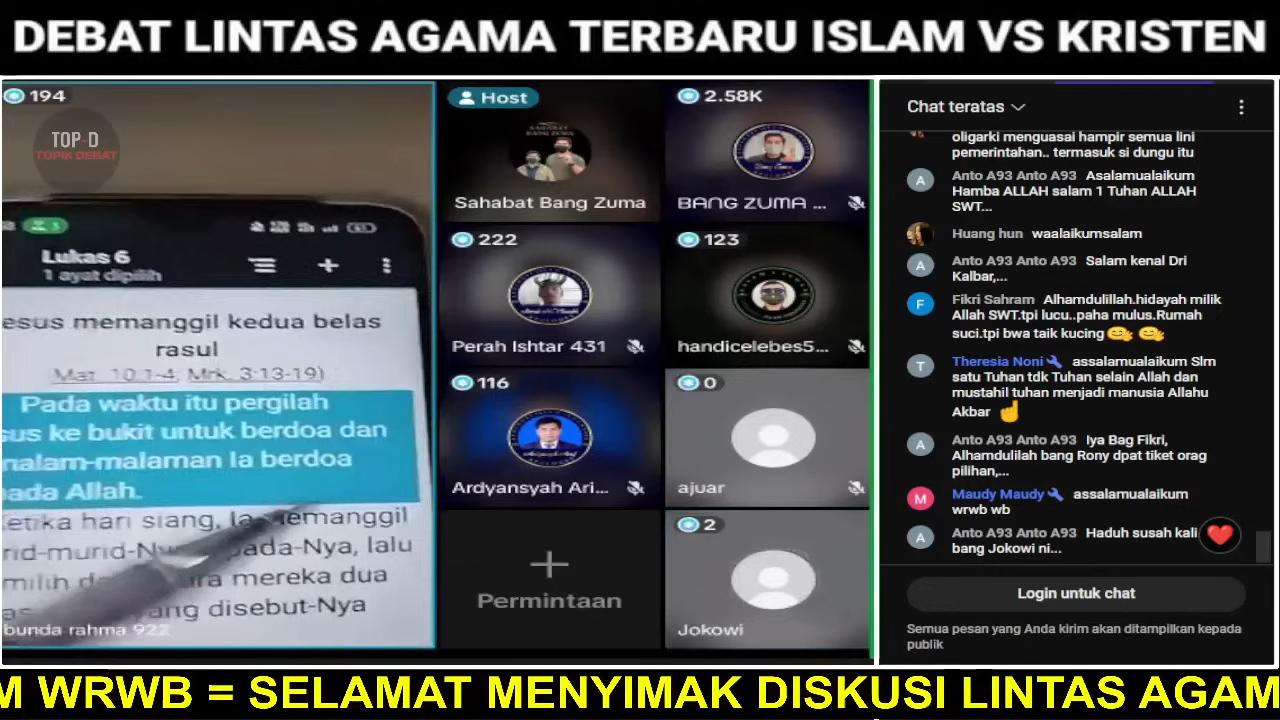 DEBAT LINTAS AGAMA TERBARU ISLAM VS KRISTEN
194
TOP-D
TOPIK DEBAT
Lukas 6
1 ayat dipilih
esus memanggil kedua belas
rasul
Mat. 10:1-4; Mrk. 3:13-19)
Pada waktu itu pergilah
sus ke bukit untuk berdoa dan
malam-malaman Ia berdoa
pada Allah.
etika hari siang, Ia memanggil
rid-murid-Nya kepada-Nya, lalu
milih dari antara mereka dua
yang disebut-Nya
bunda rahma 922
Host
SAHABAT
BANG ZUMA
Sahabat Bang Zuma
2.58K
BANG ZUMA ...
222
Perah Ishtar 431
123
handicelebes5...
116
Ardyansyah Ari...
0
ajuar
Permintaan
2
Jokowi
Chat teratas
oligarki menguasai hampir semua lini
pemerintahan.. termasuk si dungu itu
A Anto A93 Anto A93 Asalamualaikum
Hamba ALLAH salam 1 Tuhan ALLAH
SWT...
Huang hun waalaikumsalam
A Anto A93 Anto A93 Salam kenal Dri
Kalbar,...
F Fikri Sahram Alhamdulillah.hidayah milik
Allah SWT.tpi lucu..paha mulus.Rumah
suci.tpi bwa taik kucing
T Theresia Noni assalamualaikum Slm
satu Tuhan tdk Tuhan selain Allah dan
mustahil tuhan menjadi manusia Allahu
Akbar
A Anto A93 Anto A93 Iya Bag Fikri,
Alhamdulilah bang Rony dpat tiket orag
pilihan,...
M Maudy Maudy assalamualaikum
wrwb wb
A Anto A93 Anto A93 Haduh susah kali
bang Jokowi ni...
Login untuk chat
Semua pesan yang Anda kirim akan ditampilkan kepada
publik
M WRWB = SELAMAT MENYIMAK DISKUSI LINTAS AGAM